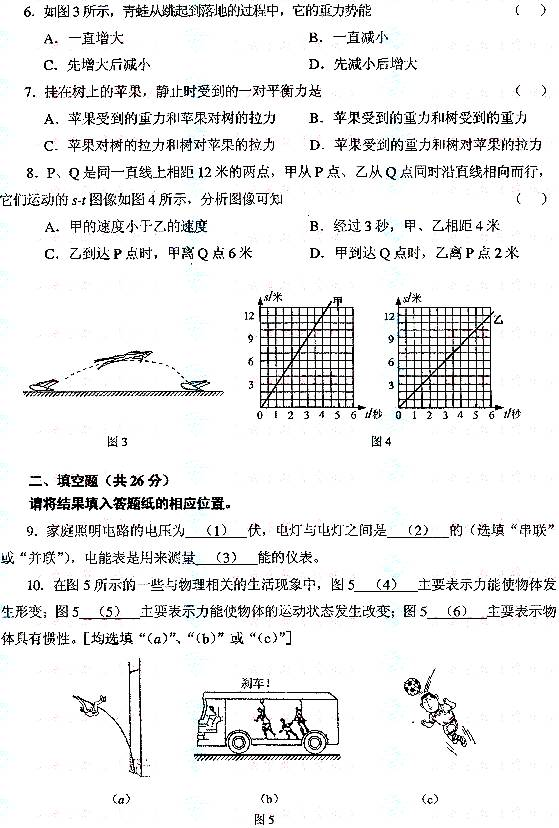 6. 如图3所示，青蛙从跳起到落地的过程中，它的重力势能 （ ）
A. 一直增大 B. 一直减小
C. 先增大后减小 D. 先减小后增大
7. 挂在树上的苹果，静止时受到的一对平衡力是 （ ）
A. 苹果受到的重力和苹果对树的拉力 B. 苹果受到的重力和树受到的重力
C. 苹果对树的拉力和树对苹果的拉力 D. 苹果受到的重力和树对苹果的拉力
8. P、Q是同一直线上相距12米的两点，甲从P点、乙从Q点同时沿直线相向而行，
它们运动的s-t图像如图4所示，分析图像可知 （ ）
A. 甲的速度小于乙的速度 B. 经过3秒，甲、乙相距4米
C. 乙到达P点时，甲离Q点6米 D. 甲到达Q点时，乙离P点2米
s/米 甲 s/米 乙
12 12
9 9
6 6
3 3
0 1 2 3 4 5 6 t/秒 0 1 2 3 4 5 6 t/秒
图3 图4
二、填空题（共26分）
请将结果填入答题纸的相应位置。
9. 家庭照明电路的电压为 （1） 伏，电灯与电灯之间是 （2） 的（选填“串联”
或“并联”），电能表是用来测量 （3） 能的仪表。
10. 在图5所示的一些与物理相关的生活现象中，图5 （4） 主要表示力能使物体发
生形变；图5 （5） 主要表示力能使物体的运动状态发生改变；图5 （6） 主要表示物
体具有惯性。[均选填“(a)”、“(b)”或“(c)”]
刹车！
(a) (b) (c)
图5